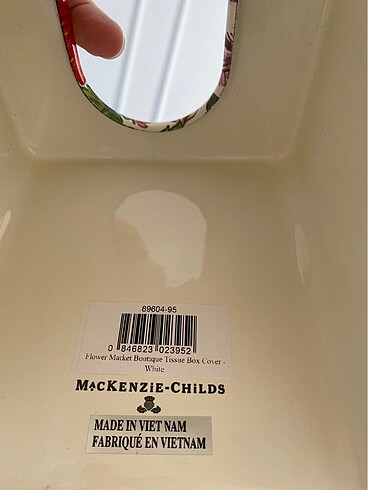 89604-95
0 846823 023952
Flower Market Boutique Tissue Box Cover -
White
MACKENZIE-CHILDS
MADE IN VIET NAM
FABRIQUÉ EN VIETNAM